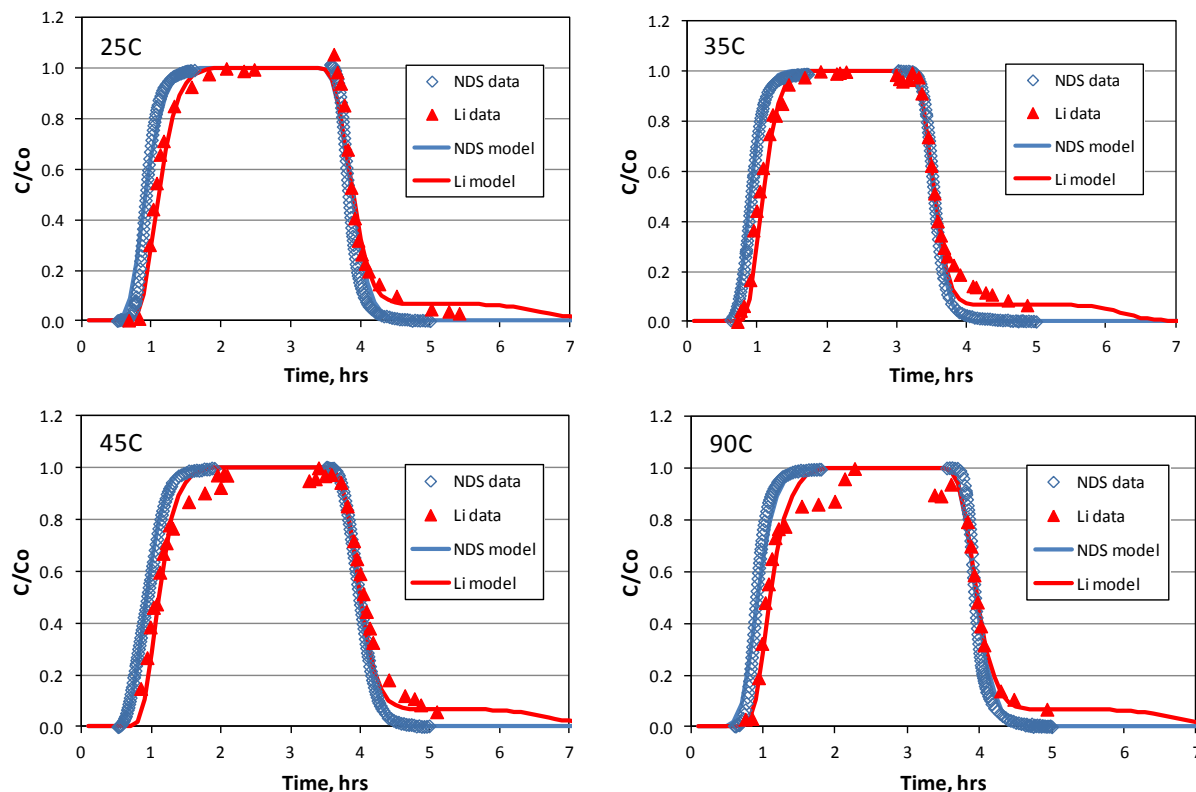 1.2
1.0
0.8
0.6
0.4
0.2
0.0
C/Co
25C
NDS data
Li data
NDS model
Li model
0 1 2 3 4 5 6 7
Time, hrs
1.2
1.0
0.8
0.6
0.4
0.2
0.0
C/Co
35C
NDS data
Li data
NDS model
Li model
0 1 2 3 4 5 6 7
Time, hrs
1.2
1.0
0.8
0.6
0.4
0.2
0.0
C/Co
45C
NDS data
Li data
NDS model
Li model
0 1 2 3 4 5 6 7
Time, hrs
1.2
1.0
0.8
0.6
0.4
0.2
0.0
C/Co
90C
NDS data
Li data
NDS model
Li model
0 1 2 3 4 5 6 7
Time, hrs